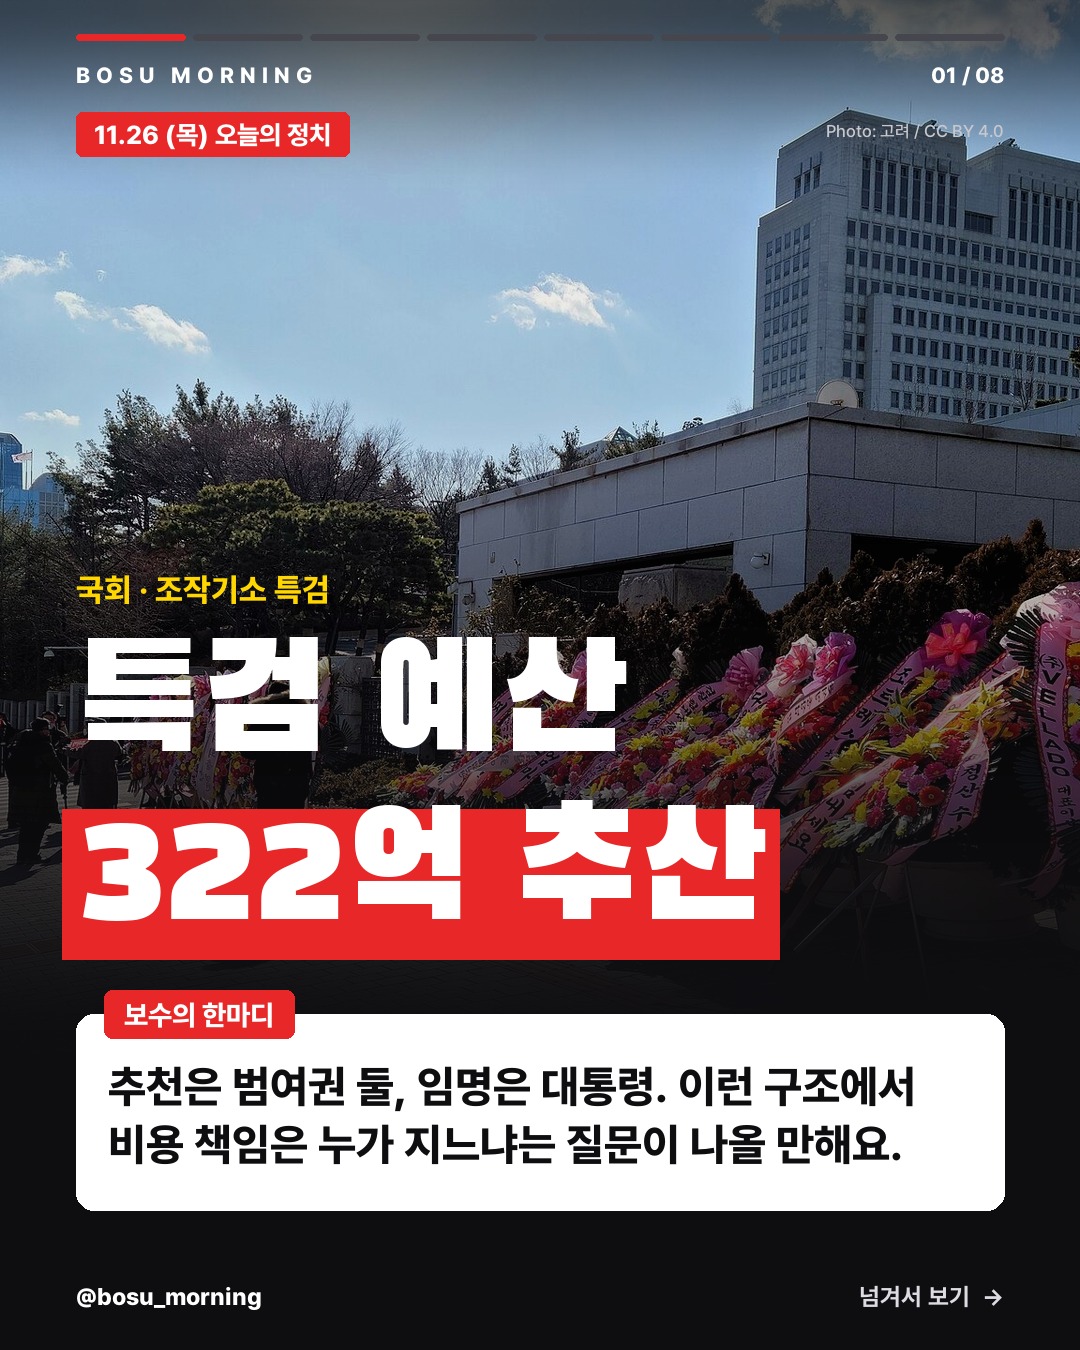 BOSU MORNING
01 / 08
11.26 (목) 오늘의 정치
Photo: 고려 / CC BY 4.0
국회 · 조작기소 특검
특검 예산
322억 추산
보수의 한마디
추천은 범여권 둘, 임명은 대통령. 이런 구조에서
비용 책임은 누가 지느냐는 질문이 나올 만해요.
@bosu_morning
넘겨서 보기 →
VELLADO 대표이